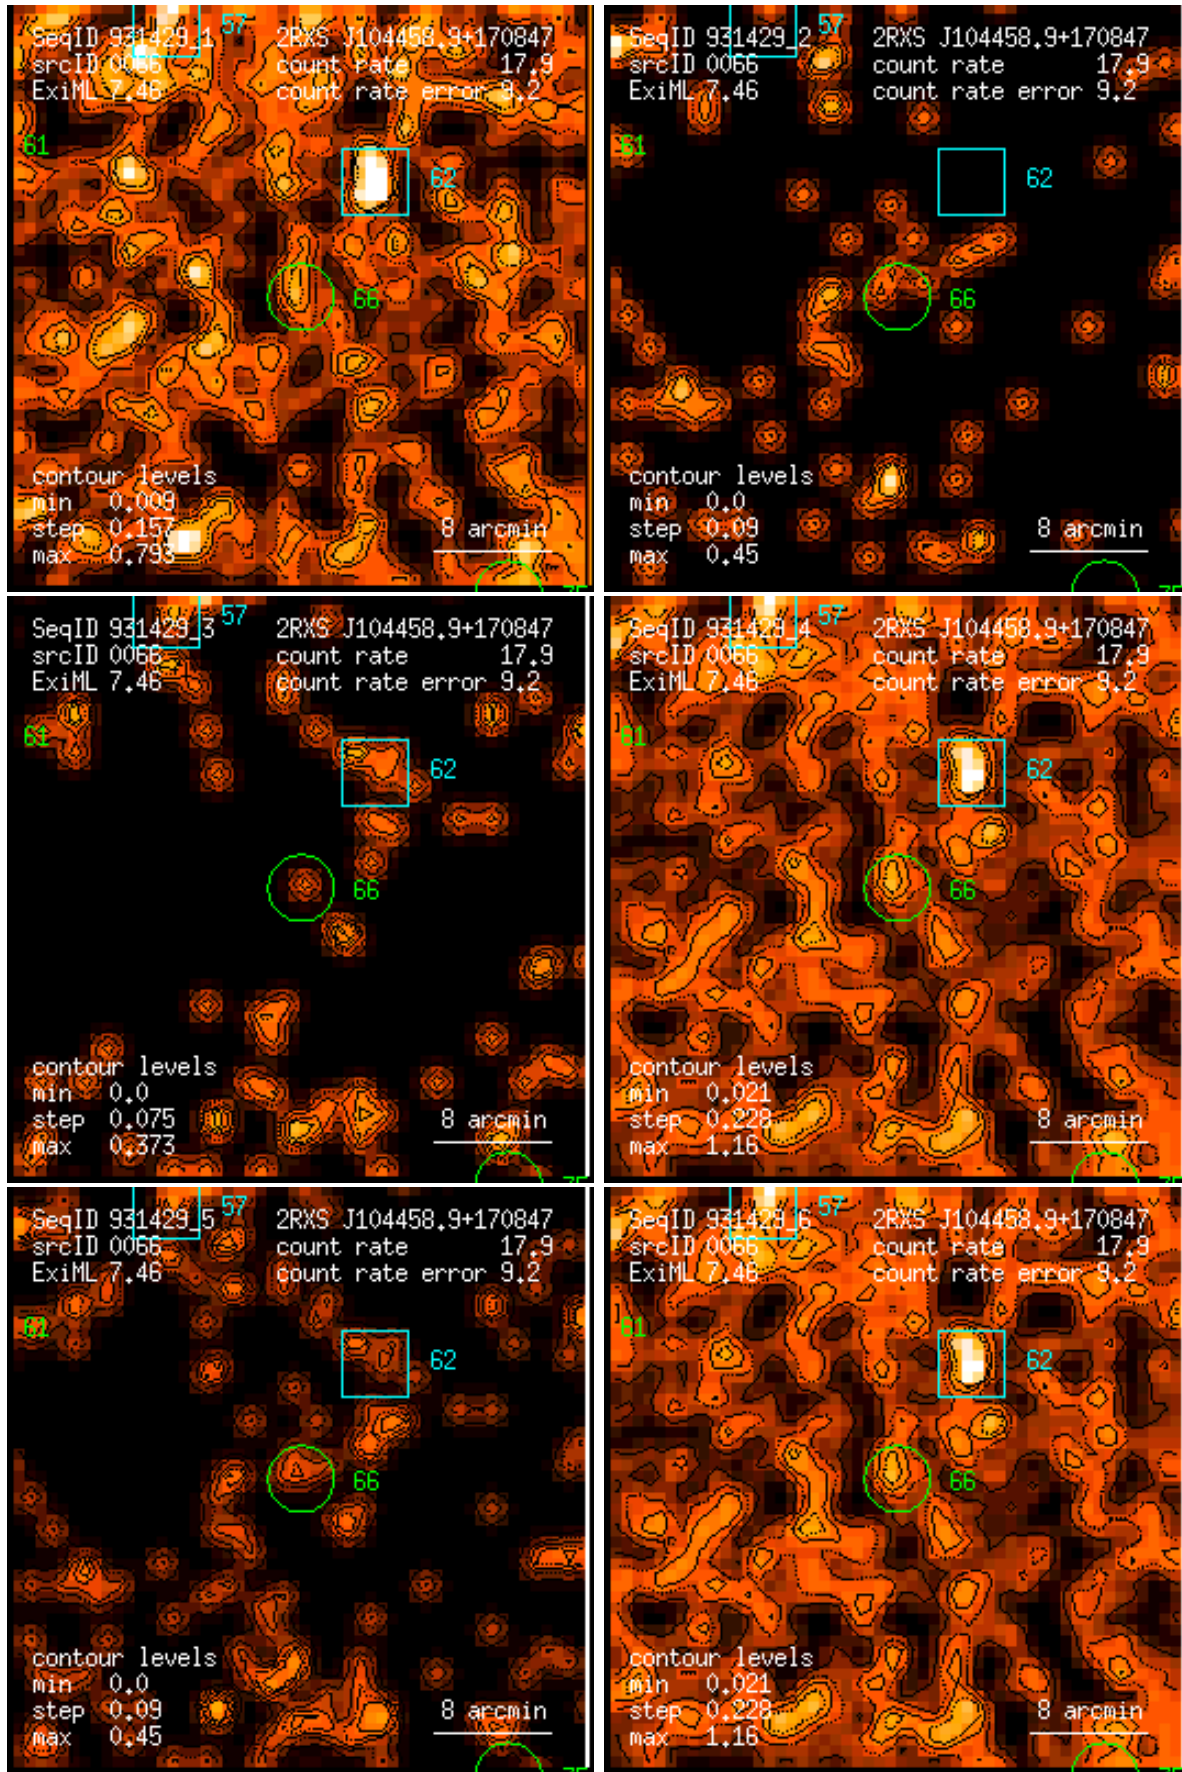 57
SeqID 931429_1 2RXS J104458.9+170847
srcID 0066 count rate 17.9
ExiML 7.46 count rate error 9.2
61
62
66
contour levels
min 0.009
step 0.157
max 0.793
8 arcmin
57
SeqID 931429_2 2RXS J104458.9+170847
srcID 0066 count rate 17.9
ExiML 7.46 count rate error 9.2
61
62
66
contour levels
min 0.0
step 0.09
max 0.45
8 arcmin
57
SeqID 931429_3 2RXS J104458.9+170847
srcID 0066 count rate 17.9
ExiML 7.46 count rate error 9.2
61
62
66
contour levels
min 0.0
step 0.075
max 0.373
8 arcmin
57
SeqID 931429_4 2RXS J104458.9+170847
srcID 0066 count rate 17.9
ExiML 7.46 count rate error 9.2
61
62
66
contour levels
min 0.021
step 0.228
max 1.16
8 arcmin
57
SeqID 931429_5 2RXS J104458.9+170847
srcID 0066 count rate 17.9
ExiML 7.46 count rate error 9.2
61
62
66
contour levels
min 0.0
step 0.09
max 0.45
8 arcmin
57
SeqID 931429_6 2RXS J104458.9+170847
srcID 0066 count rate 17.9
ExiML 7.46 count rate error 9.2
61
62
66
contour levels
min 0.021
step 0.228
max 1.16
8 arcmin